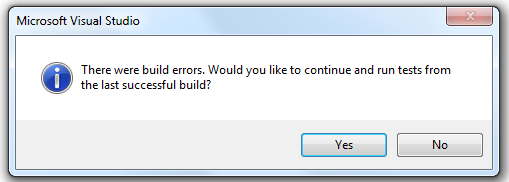 Microsoft Visual Studio
There were build errors. Would you like to continue and run tests from
the last successful build?
Yes
No